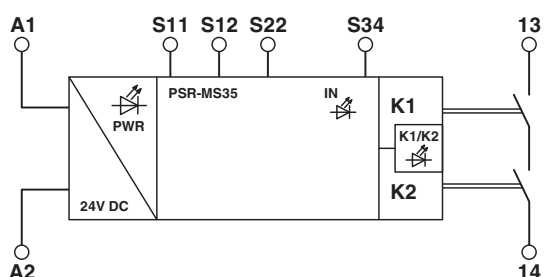 A1 S11 S12 S22 S34 13
PSR-MS35 IN K1
PWR K1/K2
K2
24V DC
A2 14